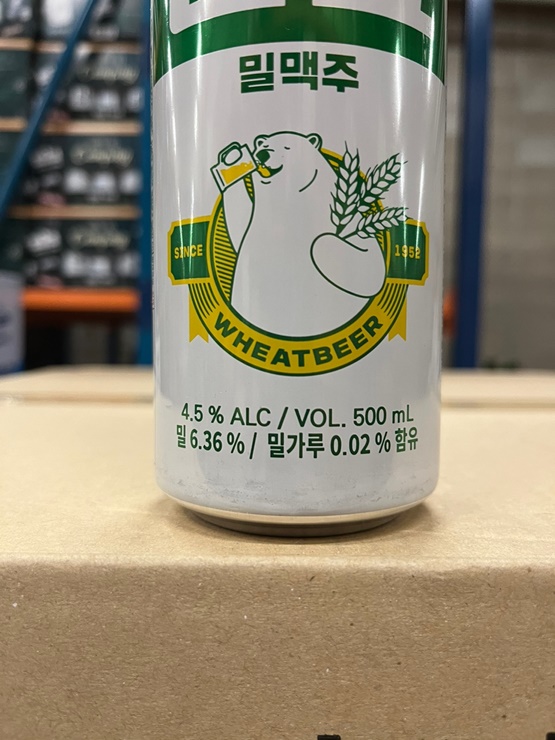 밀맥주
SINCE 1952
WHEATBEER
4.5 % ALC / VOL. 500 mL
밀 6.36 % / 밀가루 0.02 % 함유